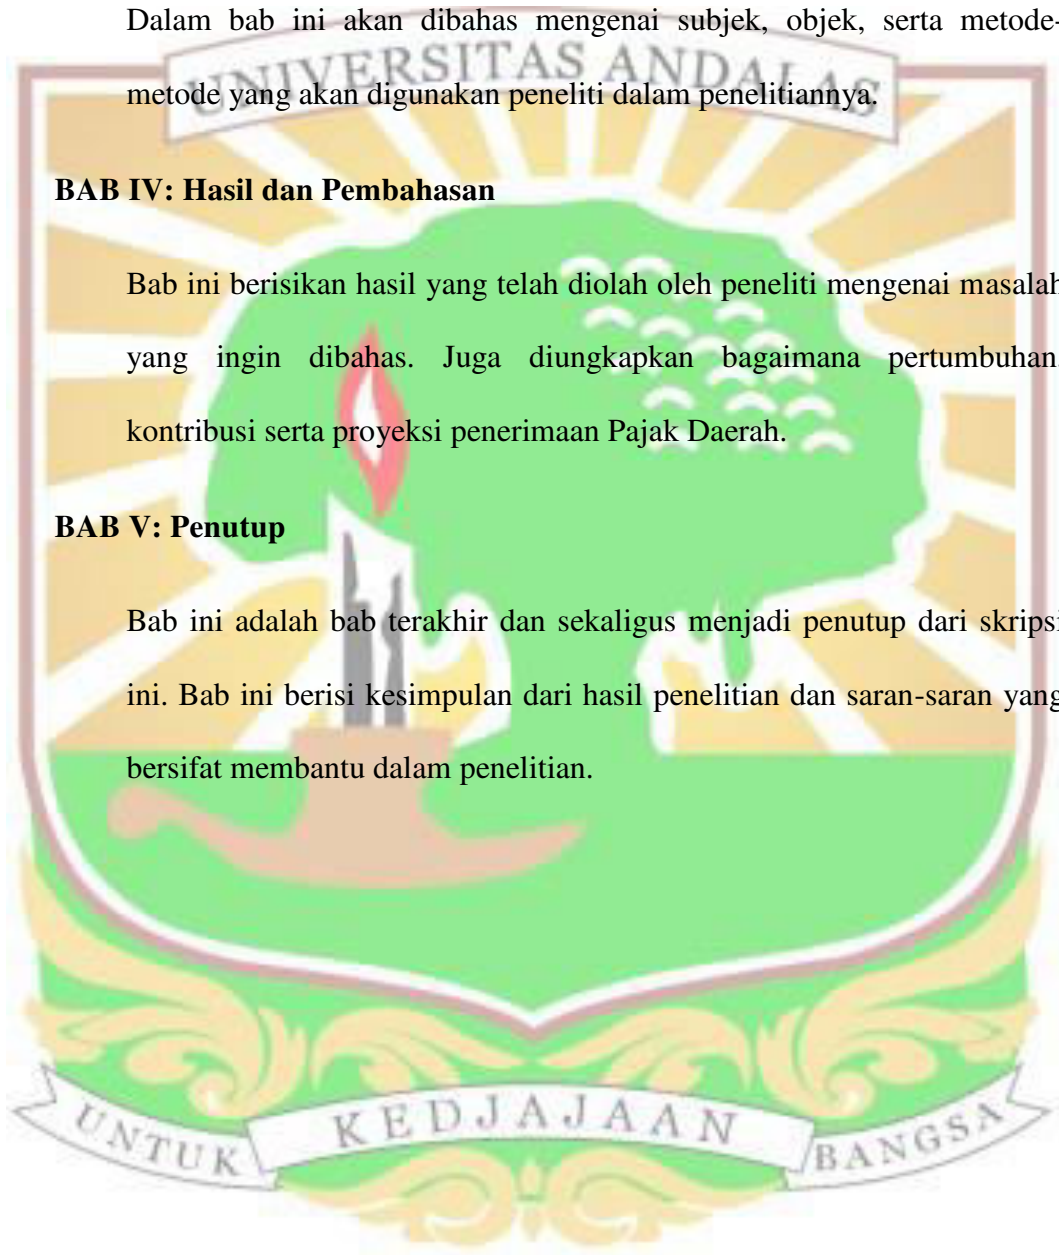 Dalam bab ini akan dibahas mengenai subjek, objek, serta metode-
UNIVERSITAS ANDALAS
metode yang akan digunakan peneliti dalam penelitiannya.
BAB IV: Hasil dan Pembahasan
Bab ini berisikan hasil yang telah diolah oleh peneliti mengenai masalah
yang ingin dibahas. Juga diungkapkan bagaimana pertumbuhan,
kontribusi serta proyeksi penerimaan Pajak Daerah.
BAB V: Penutup
Bab ini adalah bab terakhir dan sekaligus menjadi penutup dari skripsi
ini. Bab ini berisi kesimpulan dari hasil penelitian dan saran-saran yang
bersifat membantu dalam penelitian.
UNTUK KEDJAJAAN BANGSA